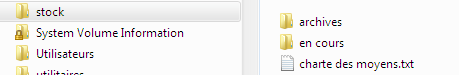 stock
System Volume Information
Utilisateurs
utilitaires
archives
en cours
charte des moyens.txt